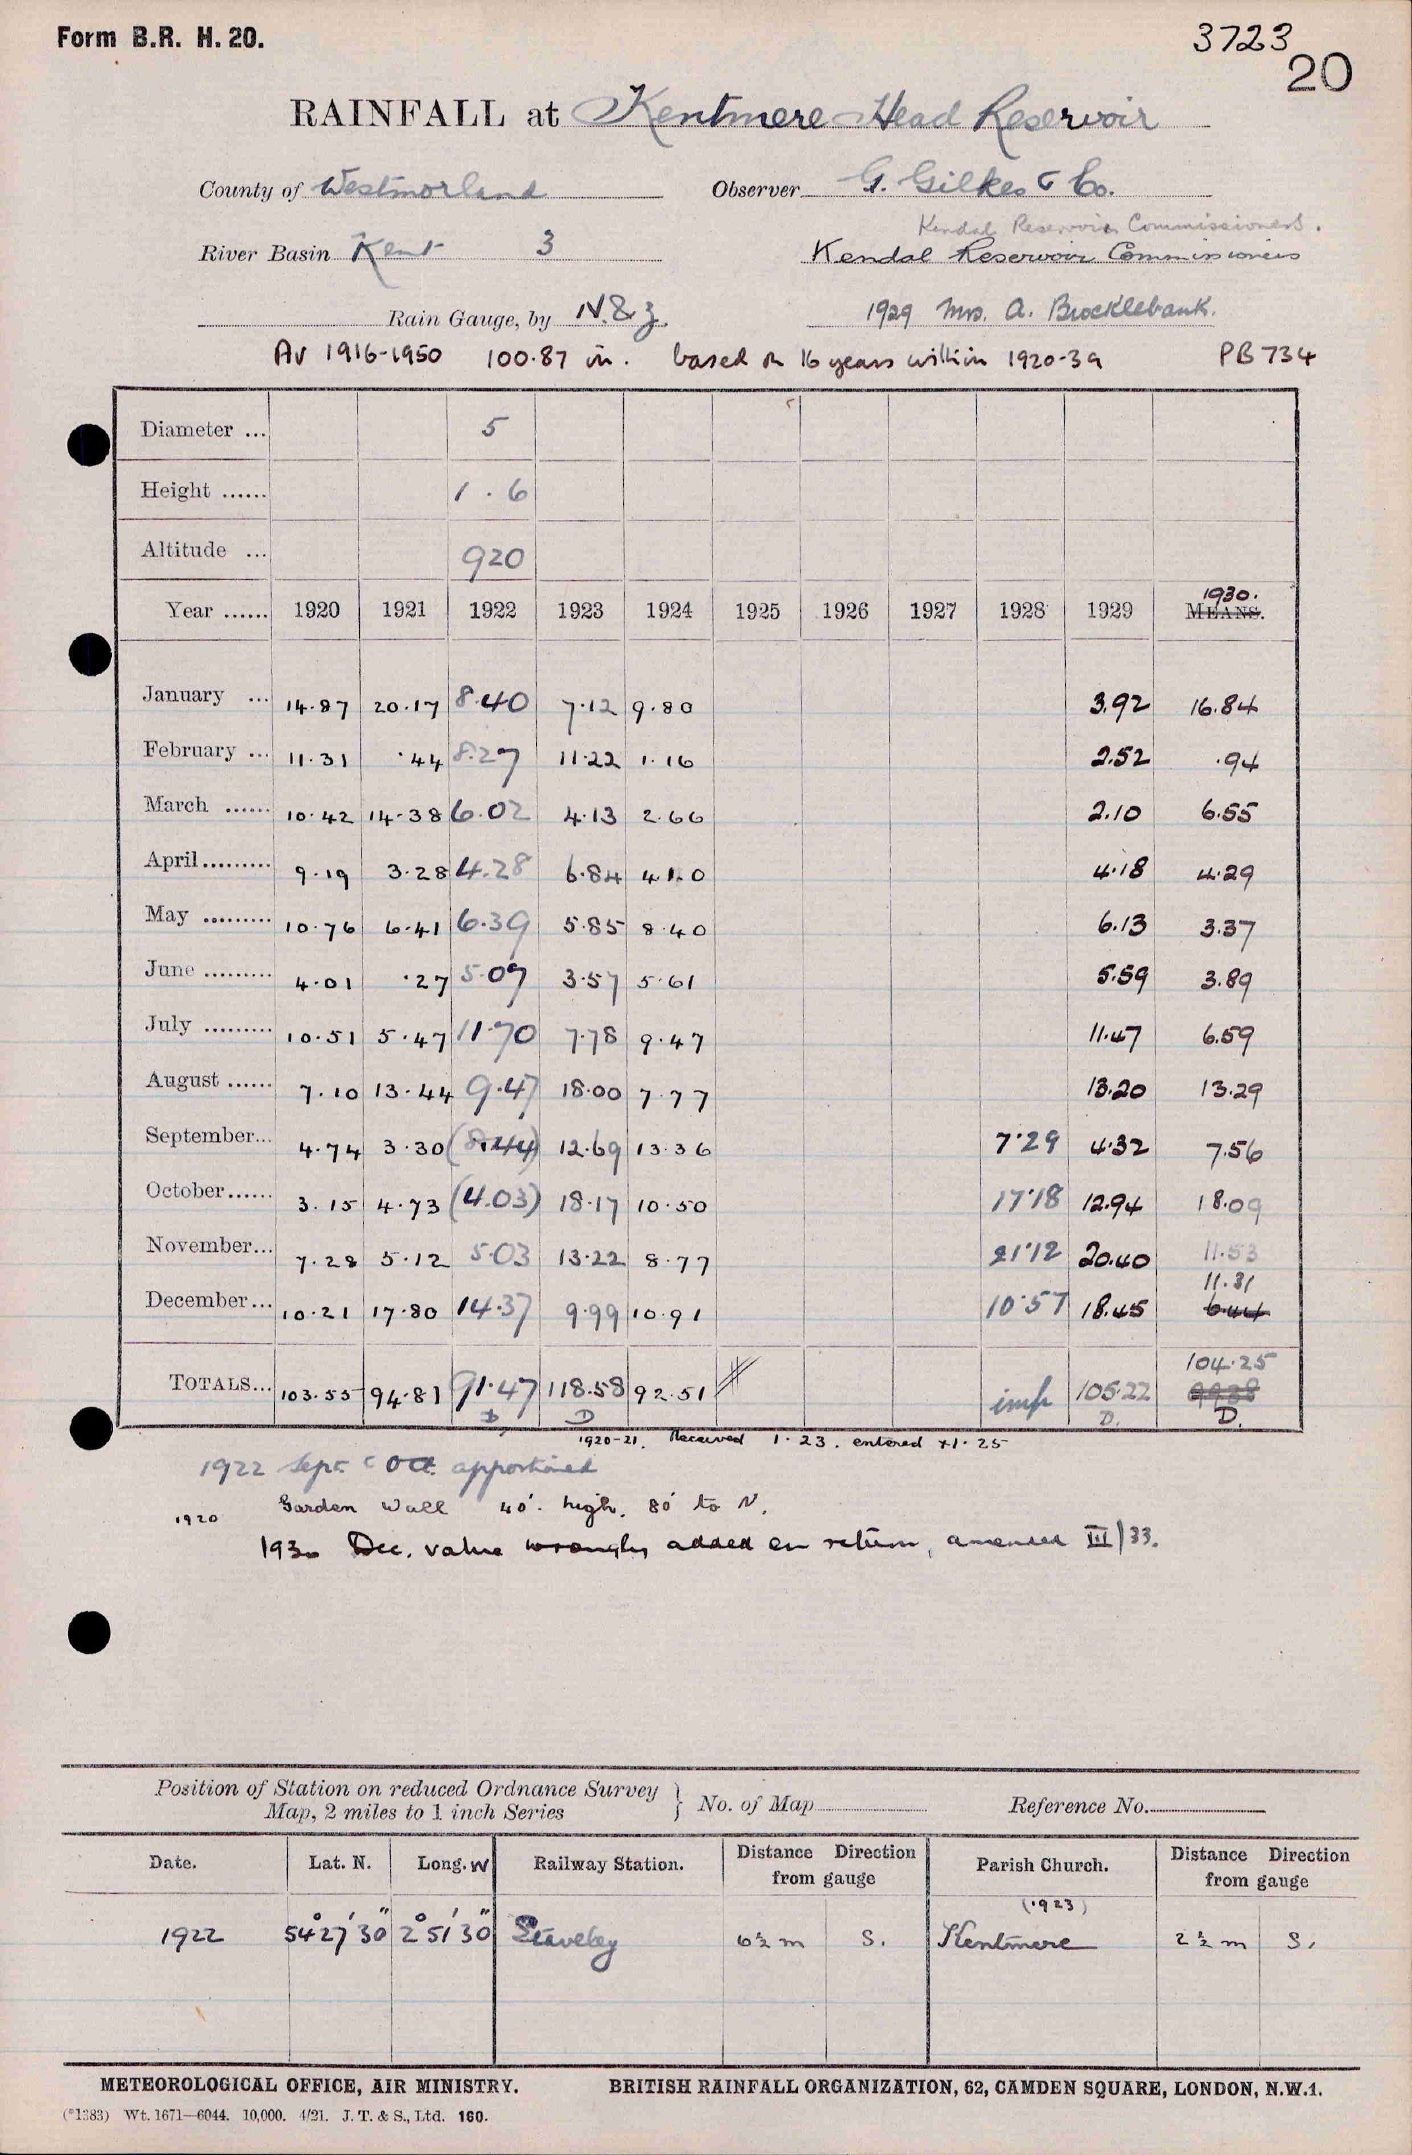 Form B.R. H. 20.
3723
20
RAINFALL at Kentmere Head Reservoir
County of Westmorland Observer G. Gilkes & Co.
Kendal Reservoir Commissioners.
River Basin Kent 3 Kendal Reservoir Commissioners
Rain Gauge, by N.&Z. 1929 Mrs. A. Brocklebank.
Av 1916-1950 100.87 in. based on 16 years within 1920-39 PB 734
Diameter ... 5
Height ...... 1.6
Altitude ... 920
1930.
Year ...... 1920 1921 1922 1923 1924 1925 1926 1927 1928 1929 MEANS.
January ... 14.87 20.17 8.40 7.12 9.80 3.92 16.84
February ... 11.31 .44 8.27 11.22 1.16 2.52 .94
March ...... 10.42 14.38 6.02 4.13 2.66 2.10 6.55
April......... 9.19 3.28 4.28 6.84 4.10 4.18 4.29
May ......... 10.76 6.41 6.39 5.85 8.40 6.13 3.37
June ......... 4.01 .27 5.07 3.57 5.61 5.59 3.89
July ......... 10.51 5.47 11.70 7.78 9.47 11.47 6.59
August ...... 7.10 13.44 9.47 18.00 7.77 13.20 13.29
September... 4.74 3.30 (8.44) 12.69 13.36 7.29 4.32 7.56
October...... 3.15 4.73 (4.03) 18.17 10.50 17.18 12.94 18.09
November... 7.28 5.12 5.03 13.22 8.77 21.12 20.40 11.53
11.31
December... 10.21 17.80 14.37 9.99 10.91 10.57 18.45 6.44
104.25
TOTALS... 103.55 94.81 91.47 118.58 92.51 imp 105.22 99.38
D D D. D.
1920-21. Received 1.23. entered x1.25
1922 Sept & Oct. apportioned
1920 Garden Wall 40'. high. 80' to N.
1930 Dec. value wrongly added on return, amended III/33.
Position of Station on reduced Ordnance Survey
Map, 2 miles to 1 inch Series } No. of Map Reference No.
Date. Lat. N. Long. W Railway Station. Distance Direction from gauge Parish Church. Distance Direction from gauge
(1923)
1922 54° 27' 30" 2° 51' 30" Staveley 6½ m S. Kentmere 2½ m S.
METEOROLOGICAL OFFICE, AIR MINISTRY. BRITISH RAINFALL ORGANIZATION, 62, CAMDEN SQUARE, LONDON, N.W.1.
(*1383) Wt. 1671—6044. 10,000. 4/21. J. T. & S., Ltd. 160.